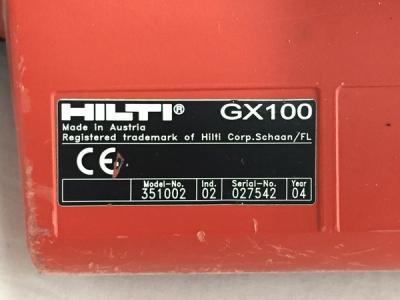 HILTI® GX100
Made in Austria
Registered trademark of Hilti Corp.Schaan/FL
CE
Model-No. Ind. Serial-No. Year
351002 02 027542 04